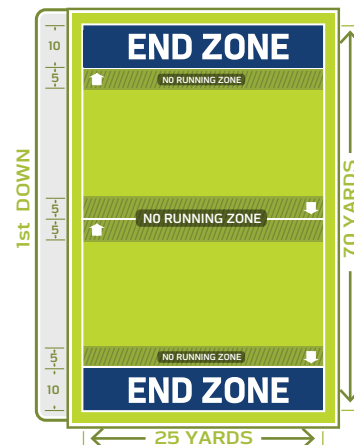 10
END ZONE
5
NO RUNNING ZONE
1st DOWN
5
NO RUNNING ZONE
5
70 YARDS
5
NO RUNNING ZONE
10
END ZONE
25 YARDS